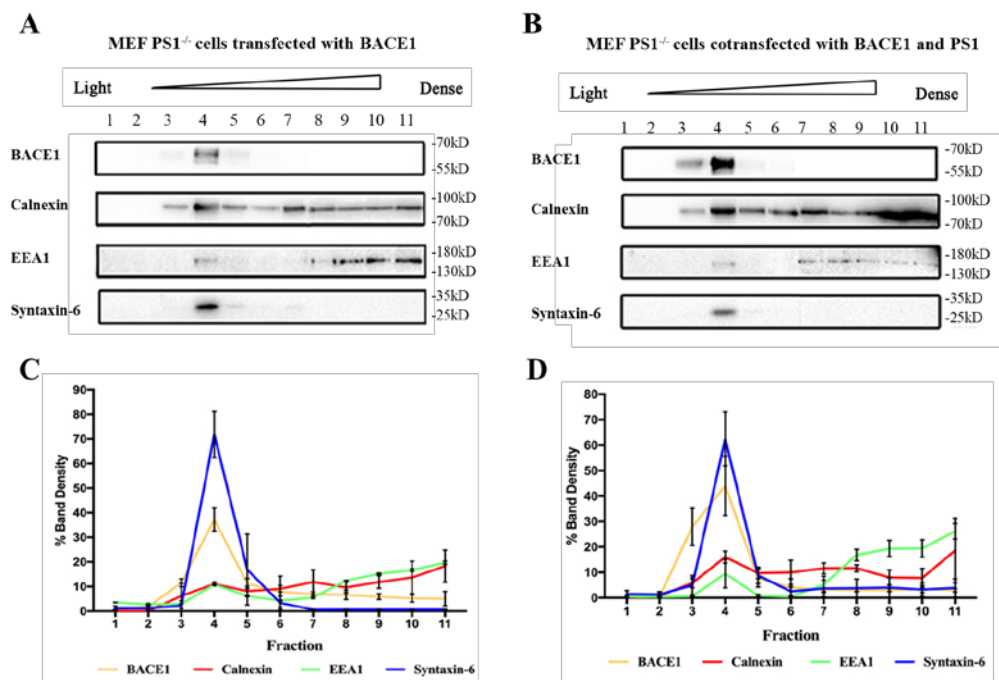 A
MEF PS1-/- cells transfected with BACE1
Light Dense
1 2 3 4 5 6 7 8 9 10 11
BACE1 -70kD
-55kD
Calnexin -100kD
-70kD
EEA1 -180kD
-130kD
Syntaxin-6 -35kD
-25kD
B
MEF PS1-/- cells cotransfected with BACE1 and PS1
Light Dense
1 2 3 4 5 6 7 8 9 10 11
BACE1 -70kD
-55kD
Calnexin -100kD
-70kD
EEA1 -180kD
-130kD
Syntaxin-6 -35kD
-25kD
C
% Band Density
90
80
70
60
50
40
30
20
10
0
1 2 3 4 5 6 7 8 9 10 11
Fraction
BACE1 Calnexin EEA1 Syntaxin-6
D
% Band Density
80
70
60
50
40
30
20
10
0
1 2 3 4 5 6 7 8 9 10 11
Fraction
BACE1 Calnexin EEA1 Syntaxin-6